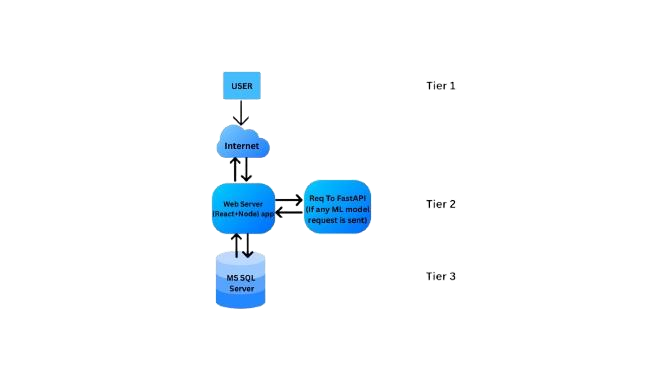 USER
Tier 1
Internet
Web Server
(React+Node) app
Req To FastAPI
(If any ML model
request is sent)
Tier 2
MS SQL
Server
Tier 3